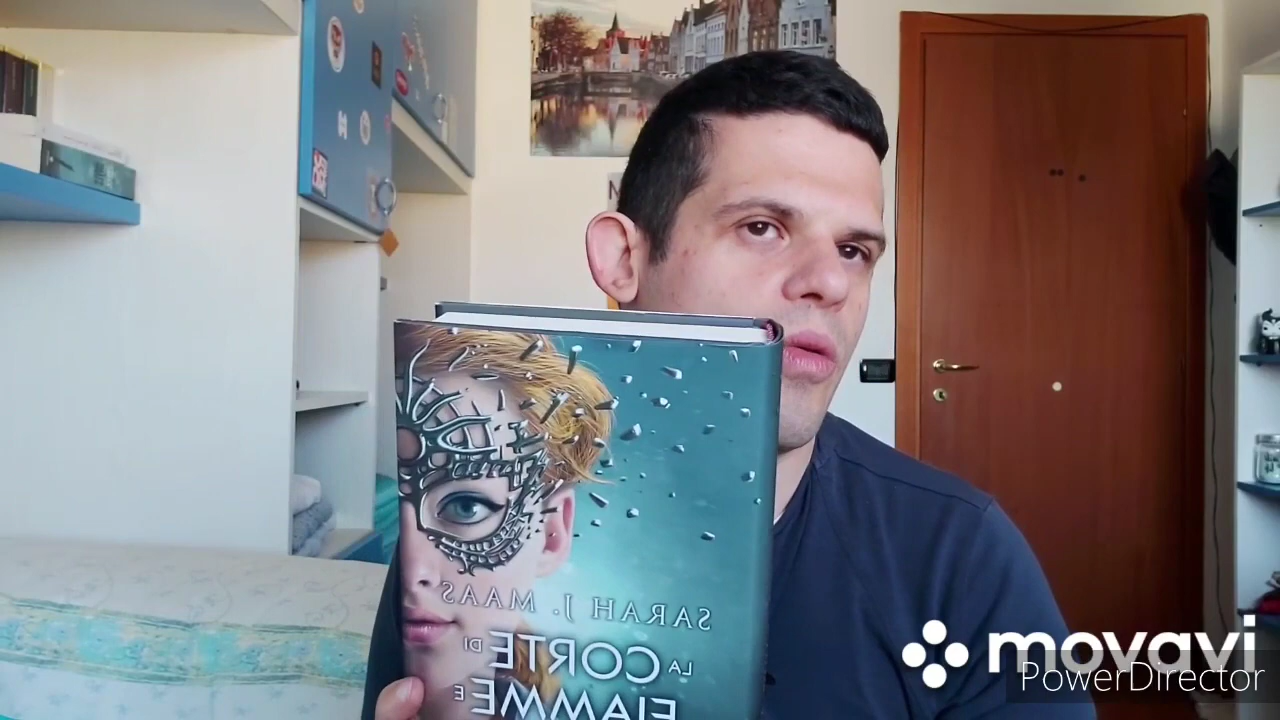 SARAH J. MAAS
LA CORTE DI
FIAMME E
movavi
PowerDirector